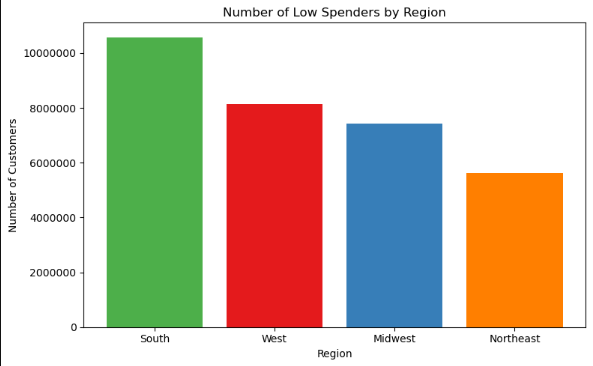 Number of Low Spenders by Region
10000000
8000000
6000000
4000000
2000000
0
Number of Customers
South West Midwest Northeast
Region